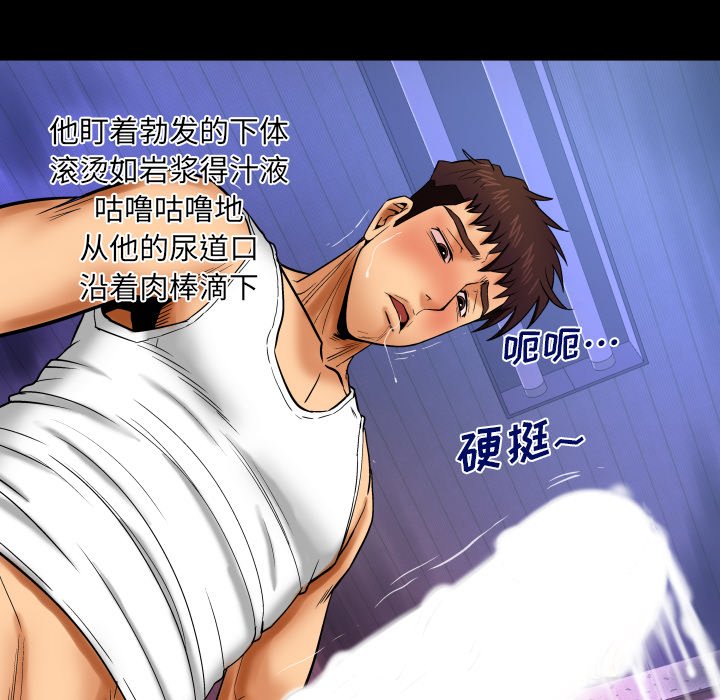 他盯着勃发的下体
滚烫如岩浆得汁液
咕噜咕噜地
从他的尿道口
沿着肉棒滴下
呃呃…
硬挺~